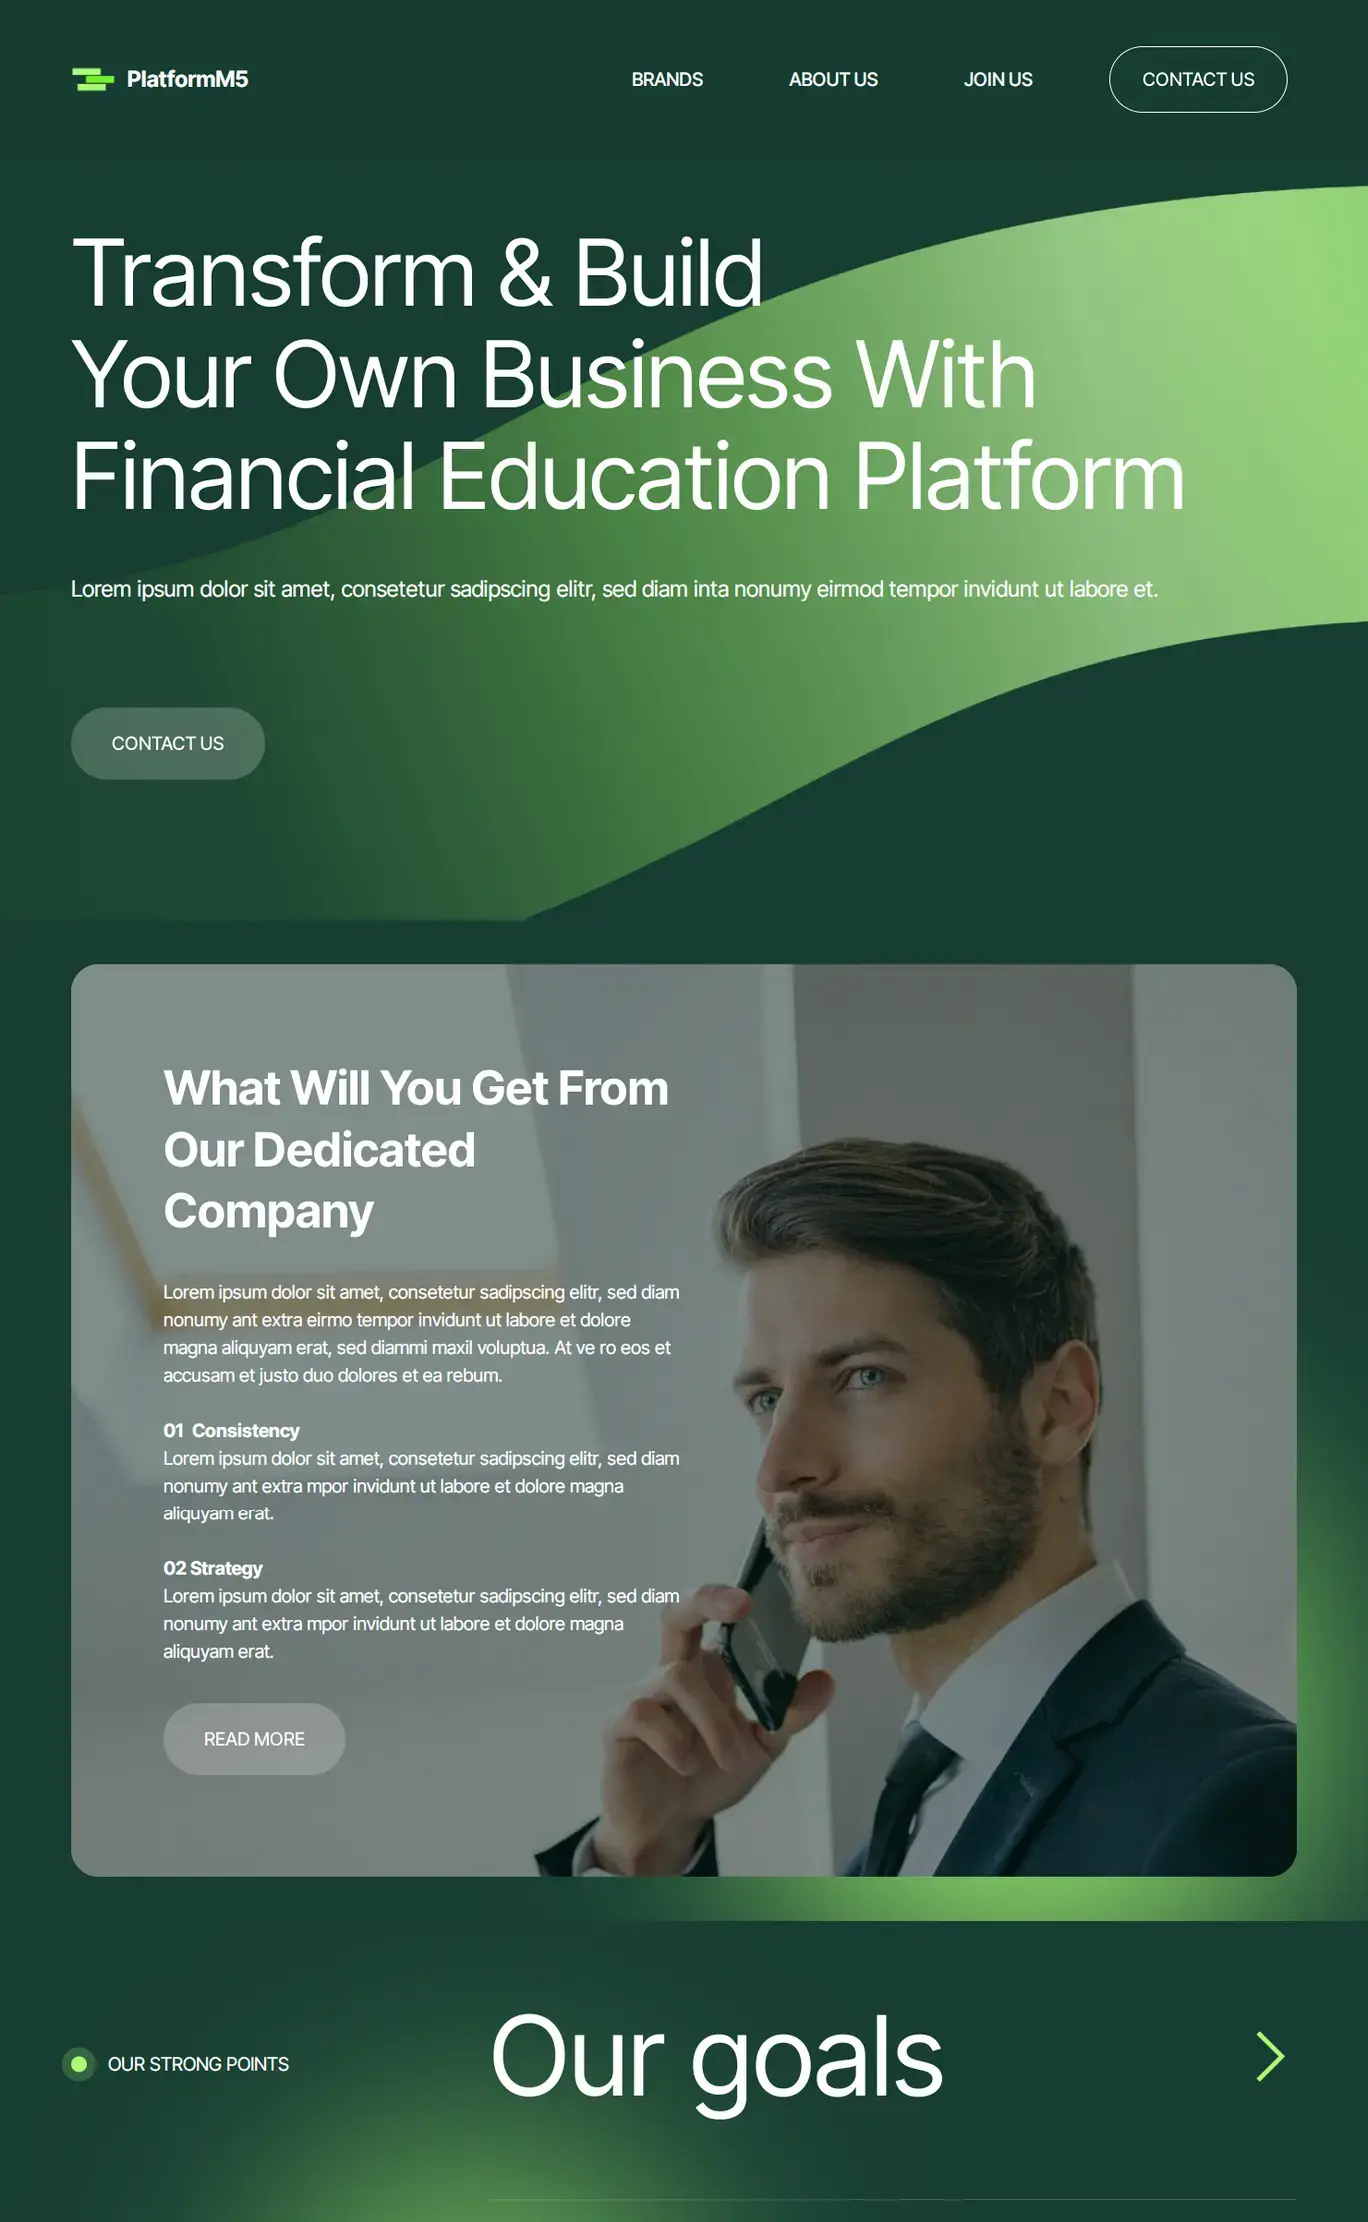 PlatformM5
BRANDS
ABOUT US
JOIN US
CONTACT US
Transform & Build
Your Own Business With
Financial Education Platform
Lorem ipsum dolor sit amet, consetetur sadipscing elitr, sed diam inta nonumy eirmod tempor invidunt ut labore et.
CONTACT US
What Will You Get From
Our Dedicated
Company
Lorem ipsum dolor sit amet, consetetur sadipscing elitr, sed diam
nonumy ant extra eirmo tempor invidunt ut labore et dolore
magna aliquyam erat, sed diammi maxil voluptua. At ve ro eos et
accusam et justo duo dolores et ea rebum.
01 Consistency
Lorem ipsum dolor sit amet, consetetur sadipscing elitr, sed diam
nonumy ant extra mpor invidunt ut labore et dolore magna
aliquyam erat.
02 Strategy
Lorem ipsum dolor sit amet, consetetur sadipscing elitr, sed diam
nonumy ant extra mpor invidunt ut labore et dolore magna
aliquyam erat.
READ MORE
OUR STRONG POINTS
Our goals